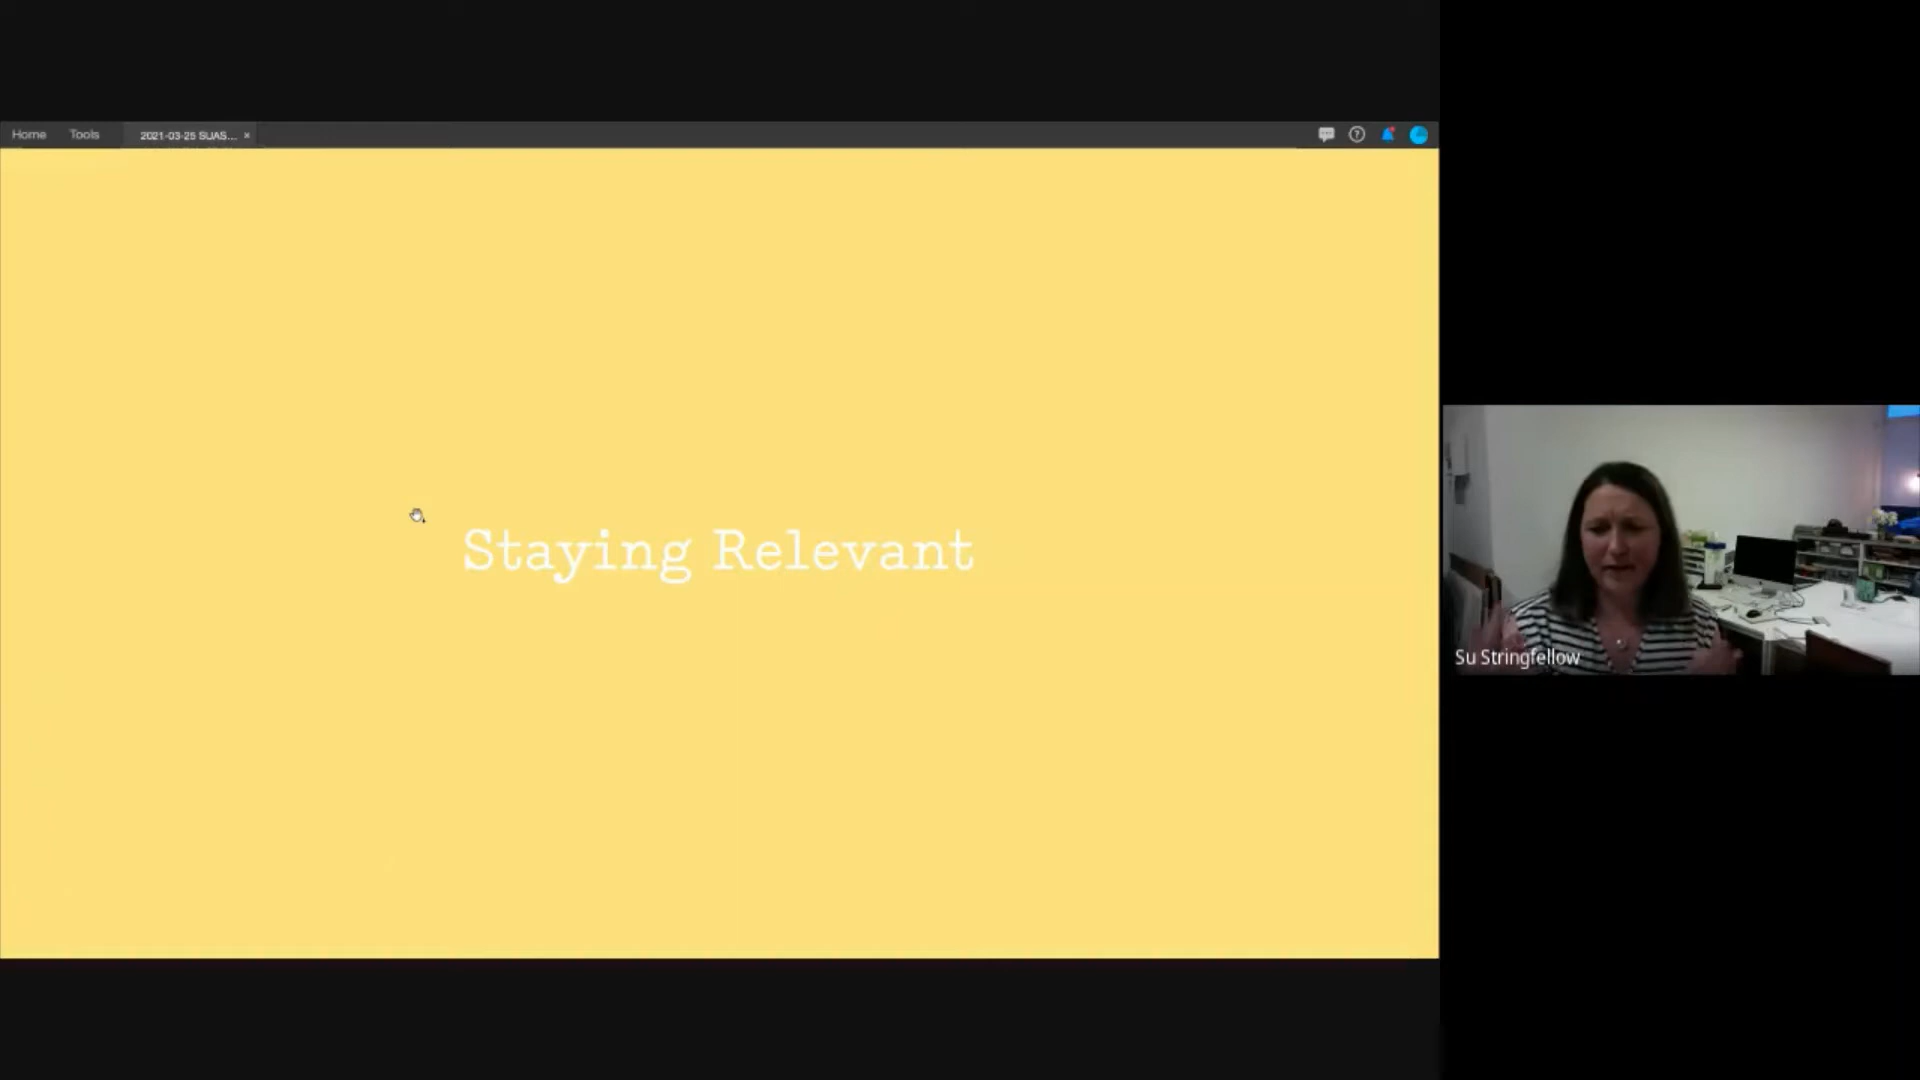 Home Tools 2021-03-25 SUAS... ×
Staying Relevant
Su Stringfellow